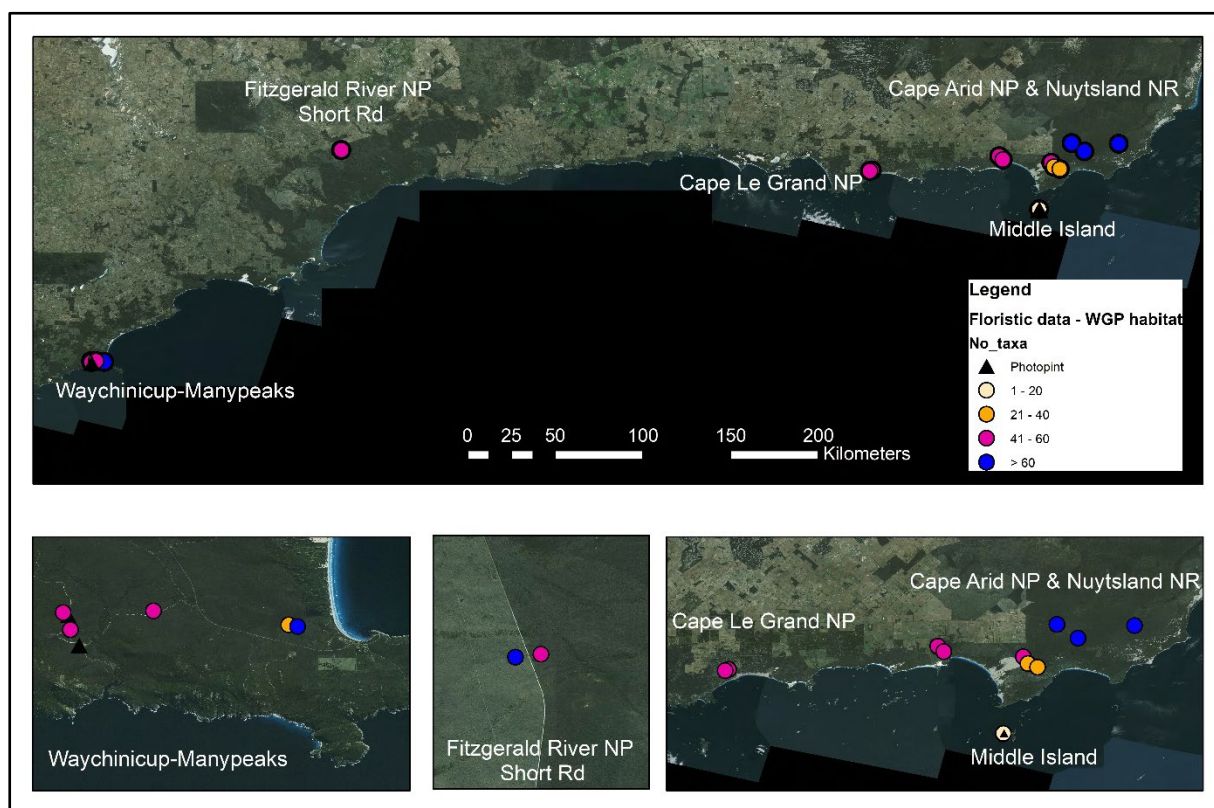 Fitzgerald River NP
Short Rd
Cape Arid NP & Nuytsland NR
Cape Le Grand NP
Middle Island
Waychinicup-Manypeaks
0 25 50 100 150 200
Kilometers
Legend
Floristic data - WGP habitat
No_taxa
Photopint
1 - 20
21 - 40
41 - 60
> 60
Waychinicup-Manypeaks
Fitzgerald River NP
Short Rd
Cape Arid NP & Nuytsland NR
Cape Le Grand NP
Middle Island